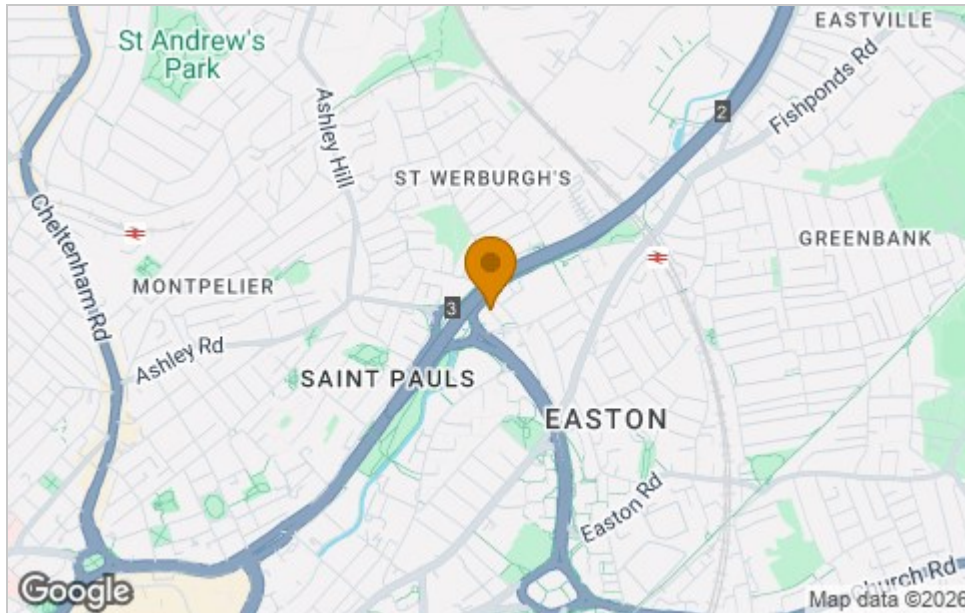 EASTVILLE
St Andrew's
Park
Fishponds Rd
2
Ashley Hill
ST WERBURGH'S
Cheltenham Rd
GREENBANK
MONTPELIER
3
Ashley Rd
SAINT PAULS
EASTON
Easton Rd
church Rd
Google
Map data ©2026